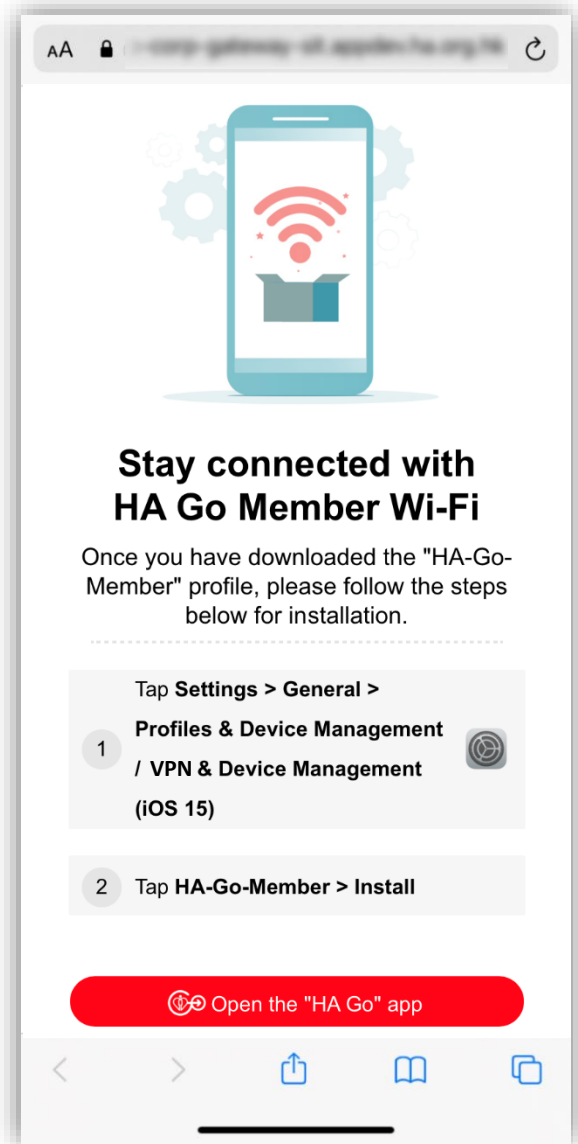 AA
Stay connected with
HA Go Member Wi-Fi
Once you have downloaded the "HA-Go-
Member" profile, please follow the steps
below for installation.
1
Tap Settings > General >
Profiles & Device Management
/ VPN & Device Management
(iOS 15)
2 Tap HA-Go-Member > Install
Open the "HA Go" app